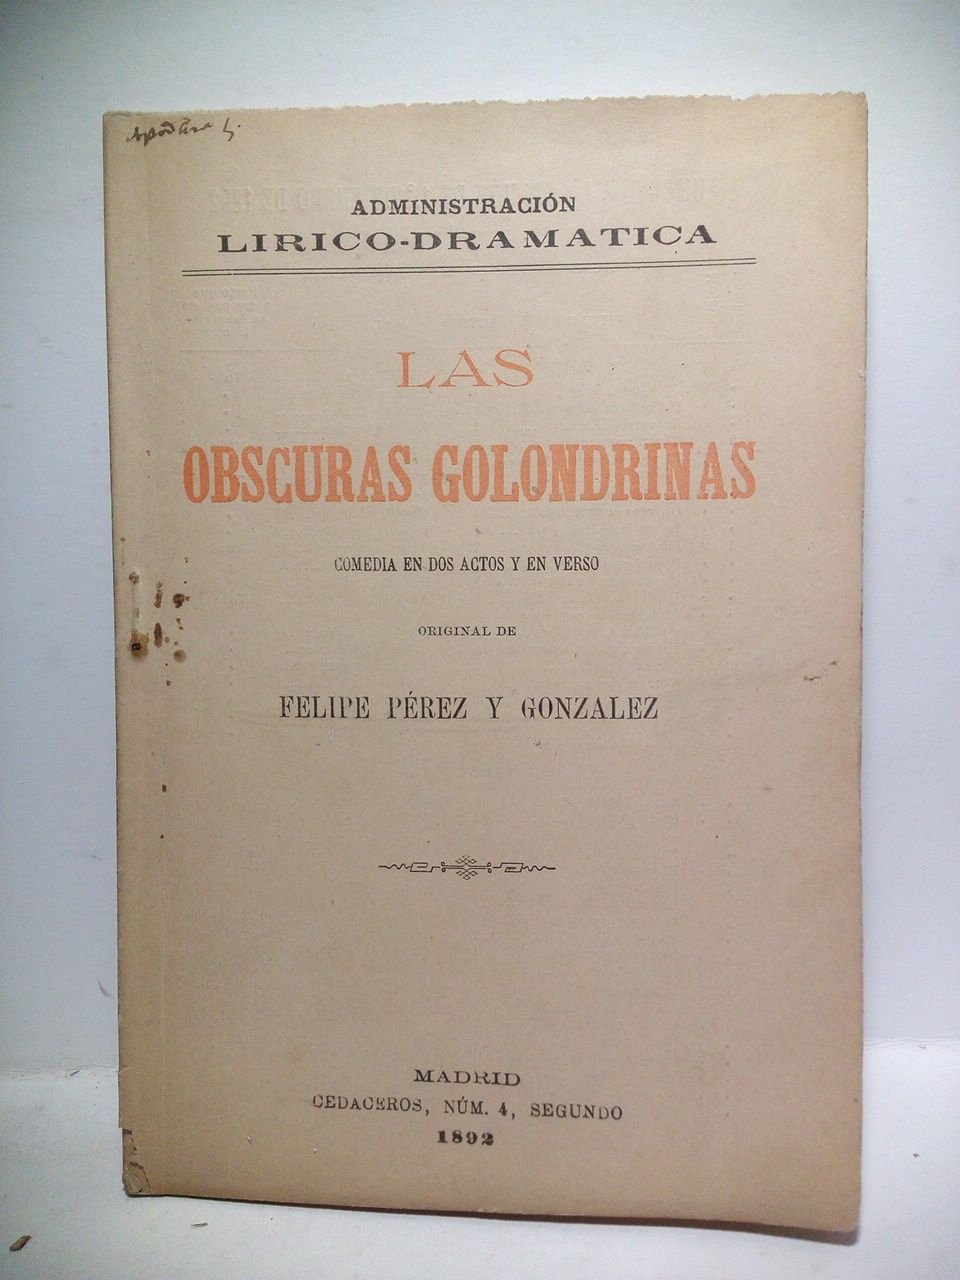 ADMINISTRACIÓN
LIRICO-DRAMATICA
LAS
OBSCURAS GOLONDRINAS
COMEDIA EN DOS ACTOS Y EN VERSO
ORIGINAL DE
FELIPE PÉREZ Y GONZALEZ
MADRID
CEDACEROS, NÚM. 4, SEGUNDO
1892